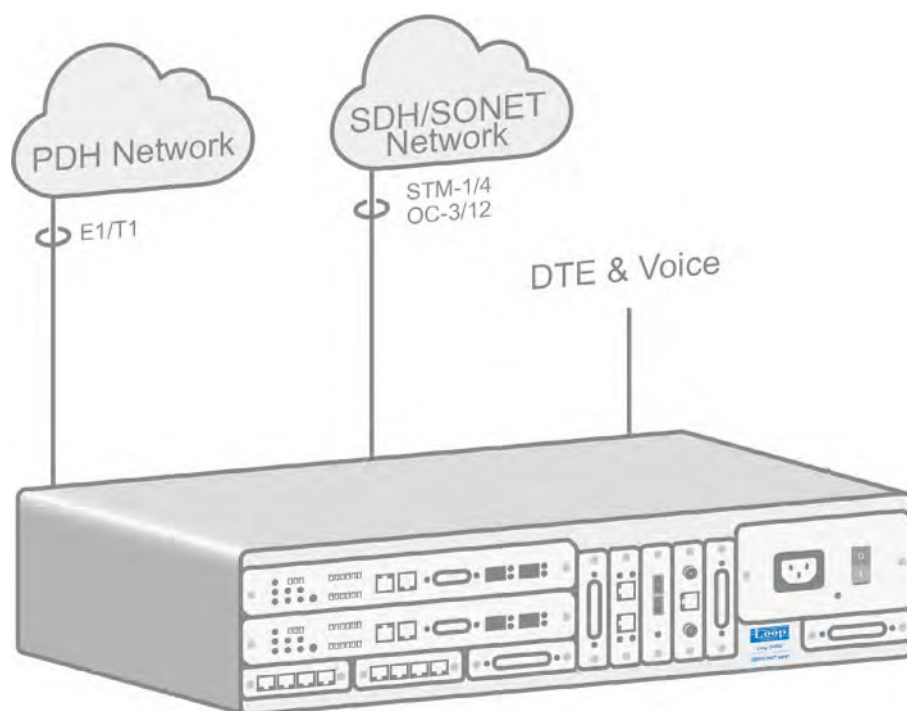 PDH Network
SDH/SONET
Network
E1/T1
STM-1/4
OC-3/12
DTE & Voice
Loop